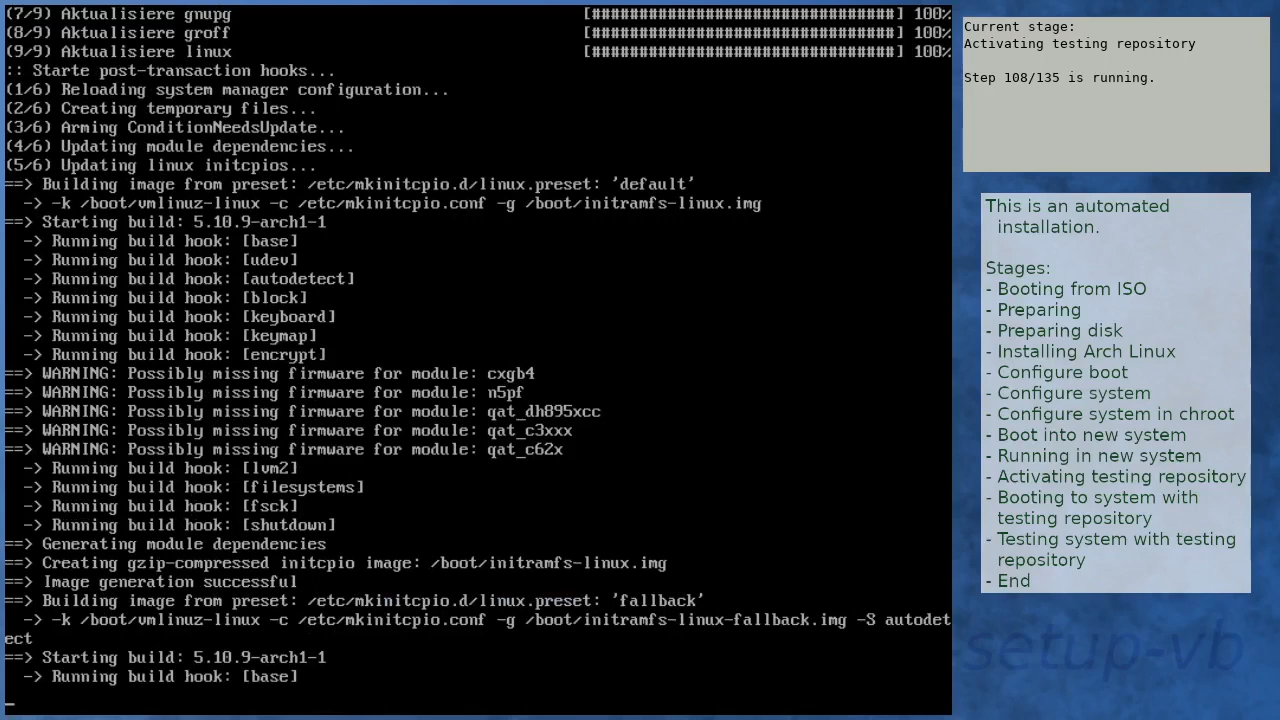 (7/9) Aktualisiere gnupg [################################] 100%
(8/9) Aktualisiere groff [################################] 100%
(9/9) Aktualisiere linux [################################] 100%
:: Starte post-transaction hooks...
(1/6) Reloading system manager configuration...
(2/6) Creating temporary files...
(3/6) Arming ConditionNeedsUpdate...
(4/6) Updating module dependencies...
(5/6) Updating linux initcpios...
==> Building image from preset: /etc/mkinitcpio.d/linux.preset: 'default'
-> -k /boot/vmlinuz-linux -c /etc/mkinitcpio.conf -g /boot/initramfs-linux.img
==> Starting build: 5.10.9-arch1-1
-> Running build hook: [base]
-> Running build hook: [udev]
-> Running build hook: [autodetect]
-> Running build hook: [block]
-> Running build hook: [keyboard]
-> Running build hook: [keymap]
-> Running build hook: [encrypt]
==> WARNING: Possibly missing firmware for module: cxgb4
==> WARNING: Possibly missing firmware for module: n5pf
==> WARNING: Possibly missing firmware for module: qat_dh895xcc
==> WARNING: Possibly missing firmware for module: qat_c3xxx
==> WARNING: Possibly missing firmware for module: qat_c62x
-> Running build hook: [lvm2]
-> Running build hook: [filesystems]
-> Running build hook: [fsck]
-> Running build hook: [shutdown]
==> Generating module dependencies
==> Creating gzip-compressed initcpio image: /boot/initramfs-linux.img
==> Image generation successful
==> Building image from preset: /etc/mkinitcpio.d/linux.preset: 'fallback'
-> -k /boot/vmlinuz-linux -c /etc/mkinitcpio.conf -g /boot/initramfs-linux-fallback.img -S autodet
ect
==> Starting build: 5.10.9-arch1-1
-> Running build hook: [base]
_
Current stage:
Activating testing repository
Step 108/135 is running.
This is an automated
installation.
Stages:
- Booting from ISO
- Preparing
- Preparing disk
- Installing Arch Linux
- Configure boot
- Configure system
- Configure system in chroot
- Boot into new system
- Running in new system
- Activating testing repository
- Booting to system with
testing repository
- Testing system with testing
repository
- End
-setup-vb